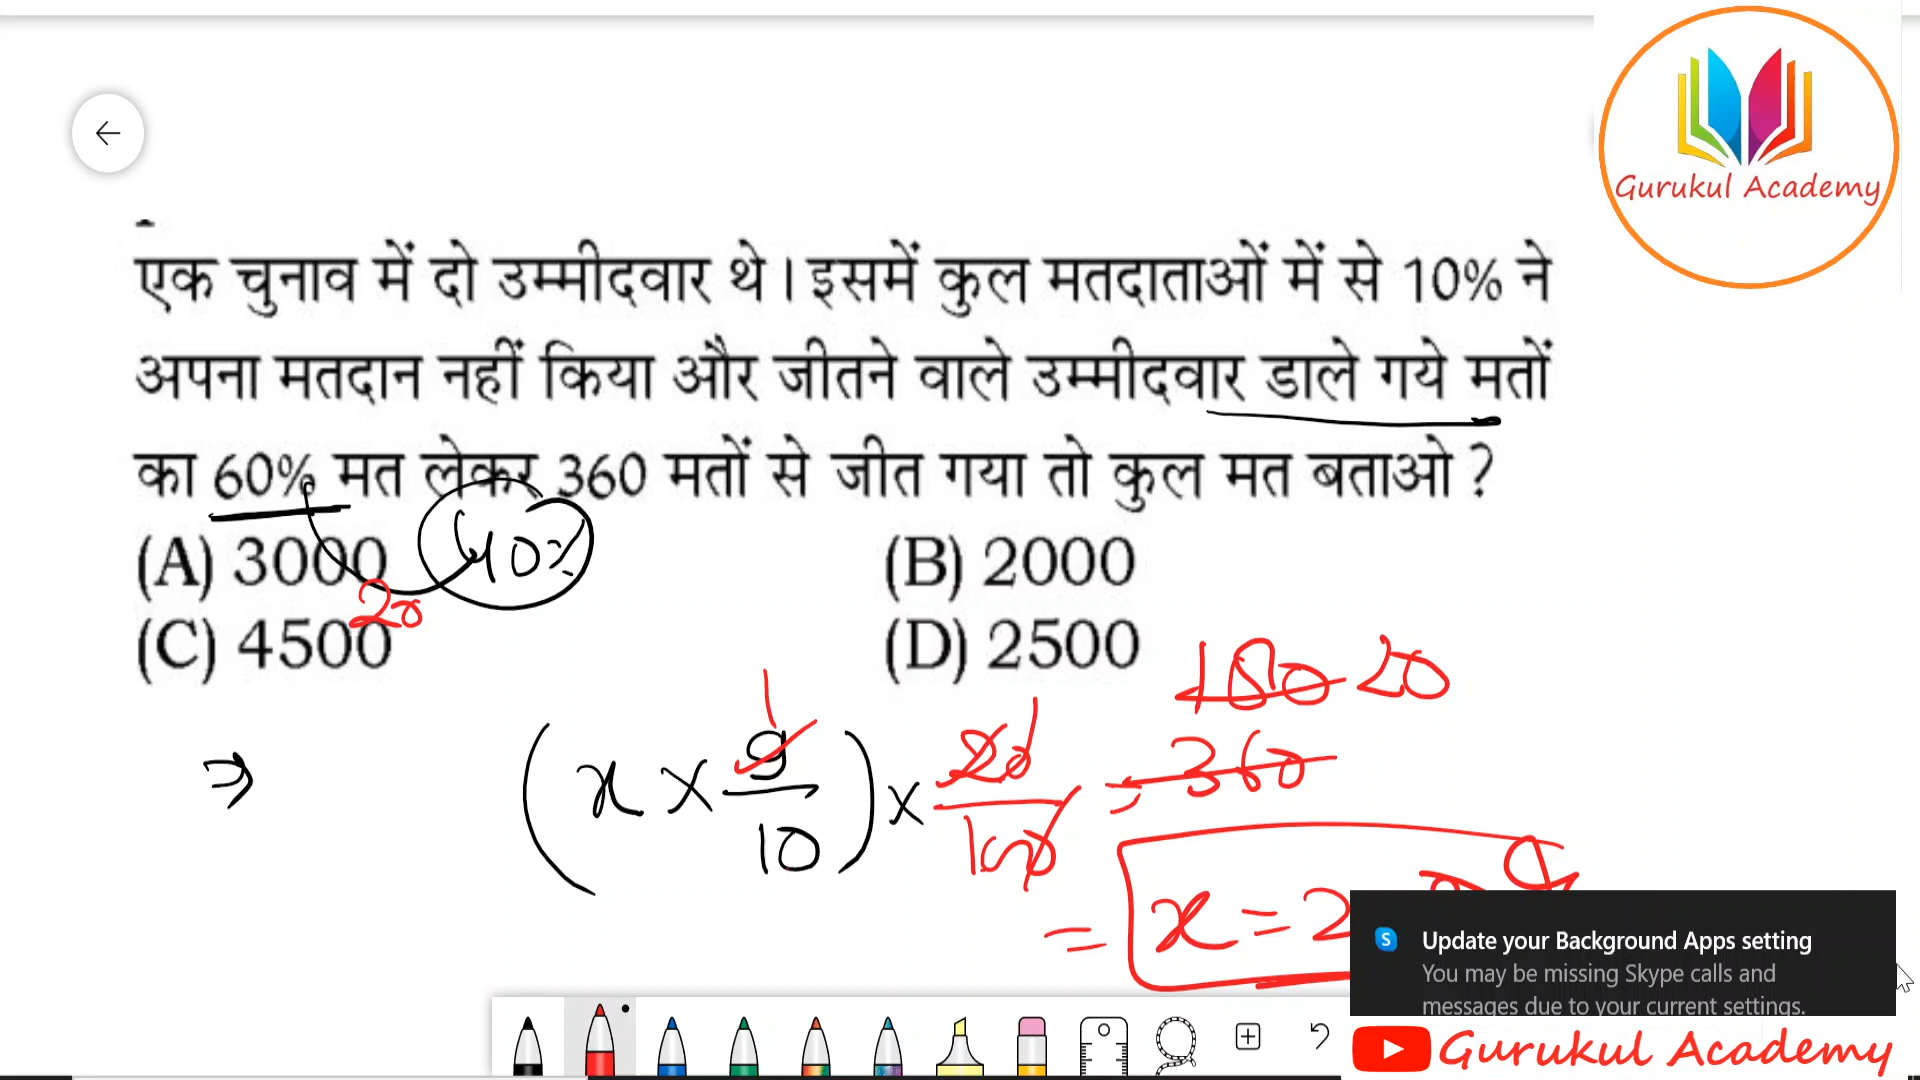 Gurukul Academy
एक चुनाव में दो उम्मीदवार थे। इसमें कुल मतदाताओं में से 10% ने
अपना मतदान नहीं किया और जीतने वाले उम्मीदवार डाले गये मतों
का 60% मत लेकर 360 मतों से जीत गया तो कुल मत बताओ ?
40%
(A) 3000 (B) 2000
20
(C) 4500 (D) 2500
180 20
1 1
⇒ (x × 9/10) × 20/100 = 360
= x = 2
Update your Background Apps setting
You may be missing Skype calls and
messages due to your current settings.
Gurukul Academy